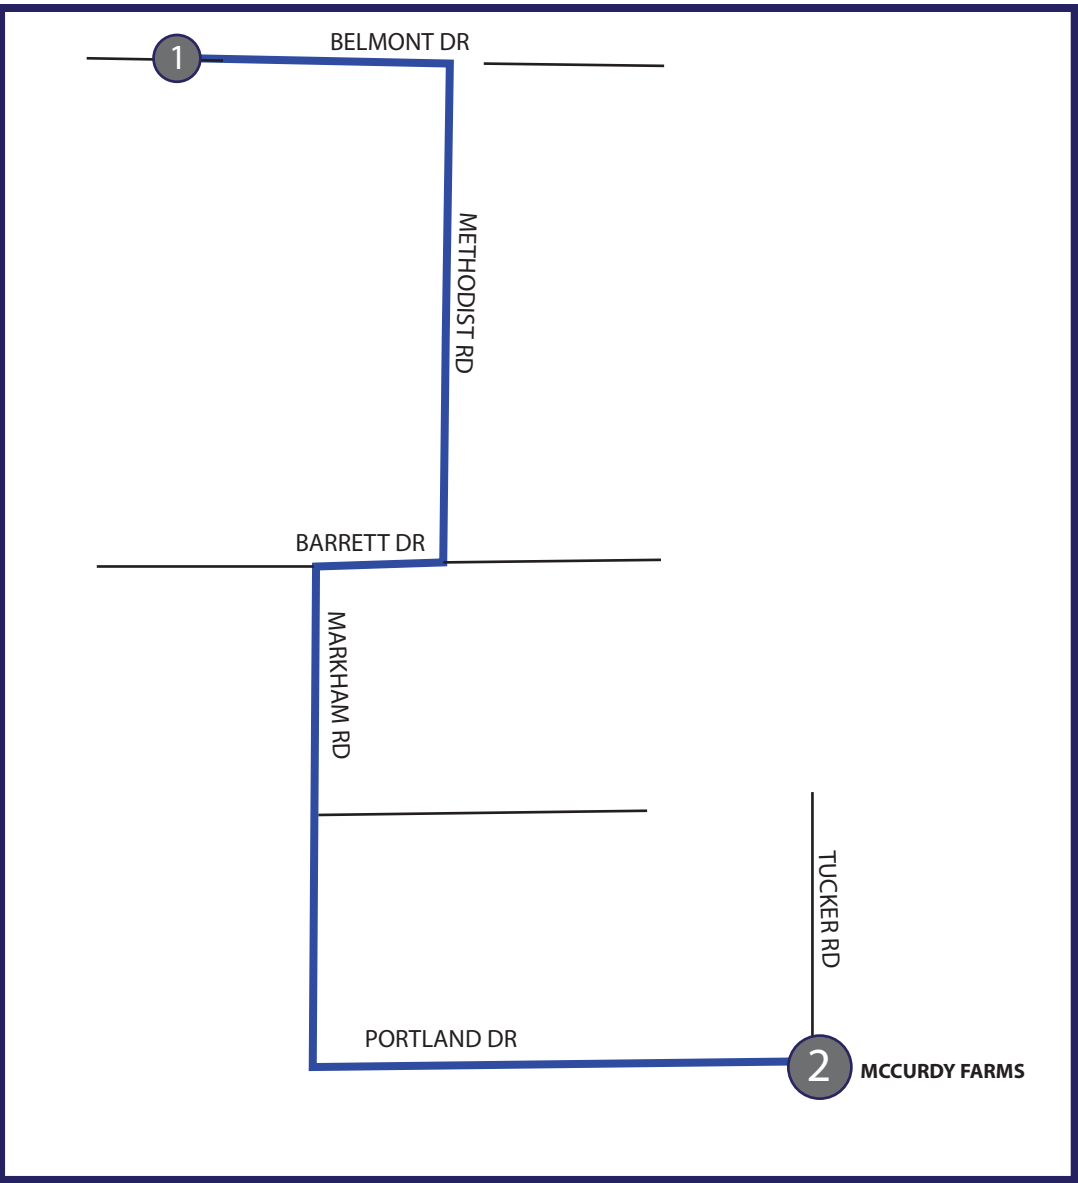 BELMONT DR
1
METHODIST RD
BARRETT DR
MARKHAM RD
TUCKER RD
PORTLAND DR
2
MCCURDY FARMS